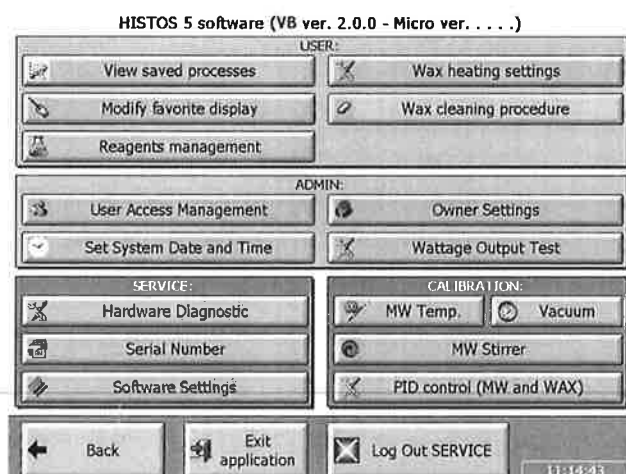 HISTOS 5 software (VB ver. 2.0.0 - Micro ver. . . . .)
USER:
View saved processes
Wax heating settings
Modify favorite display
Wax cleaning procedure
Reagents management
ADMIN:
User Access Management
Owner Settings
Set System Date and Time
Wattage Output Test
SERVICE:
Hardware Diagnostic
Serial Number
Software Settings
CALIBRATION:
MW Temp.
Vacuum
MW Stirrer
PID control (MW and WAX)
Back
Exit
application
Log Out SERVICE
11:14:43